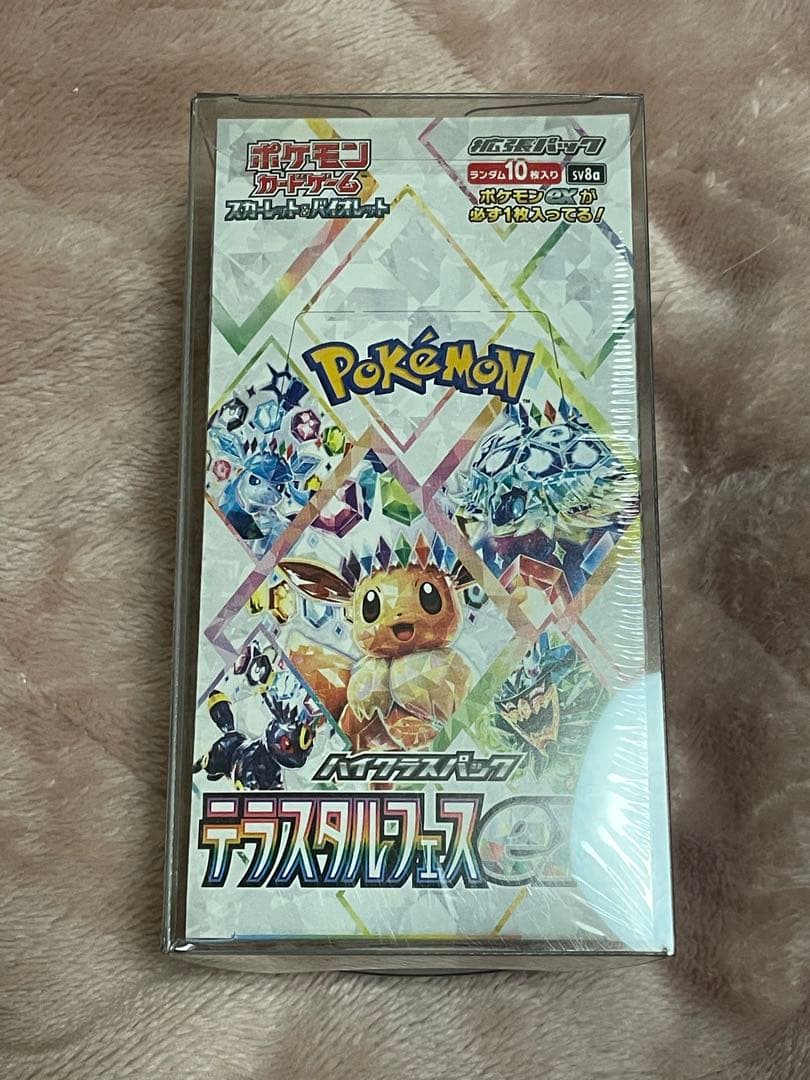 ポケモン
カードゲーム
スカーレット&バイオレット
拡張パック
ランダム10枚入り
sv8a
ポケモンexが
必ず1枚入ってる!
POKéMON
TM
ハイクラスパック
テラスタルフェスex